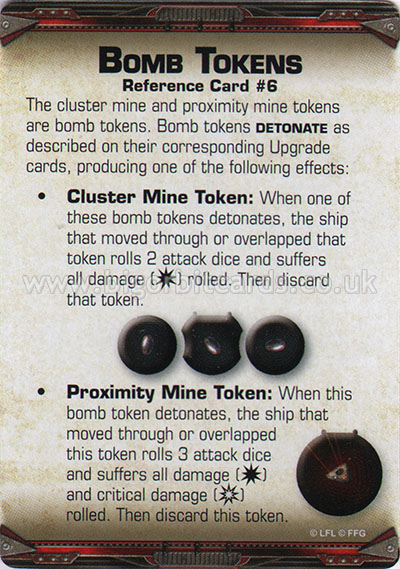 BOMB TOKENS
Reference Card #6
The cluster mine and proximity mine tokens
are bomb tokens. Bomb tokens DETONATE as
described on their corresponding Upgrade
cards, producing one of the following effects:
• Cluster Mine Token: When one of
these bomb tokens detonates, the ship
that moved through or overlapped that
token rolls 2 attack dice and suffers
all damage ( ) rolled. Then discard
that token.
www.bigorbitcards.co.uk
• Proximity Mine Token: When this
bomb token detonates, the ship that
moved through or overlapped
this token rolls 3 attack dice
and suffers all damage ( )
and critical damage ( )
rolled. Then discard this token.
© LFL © FFG